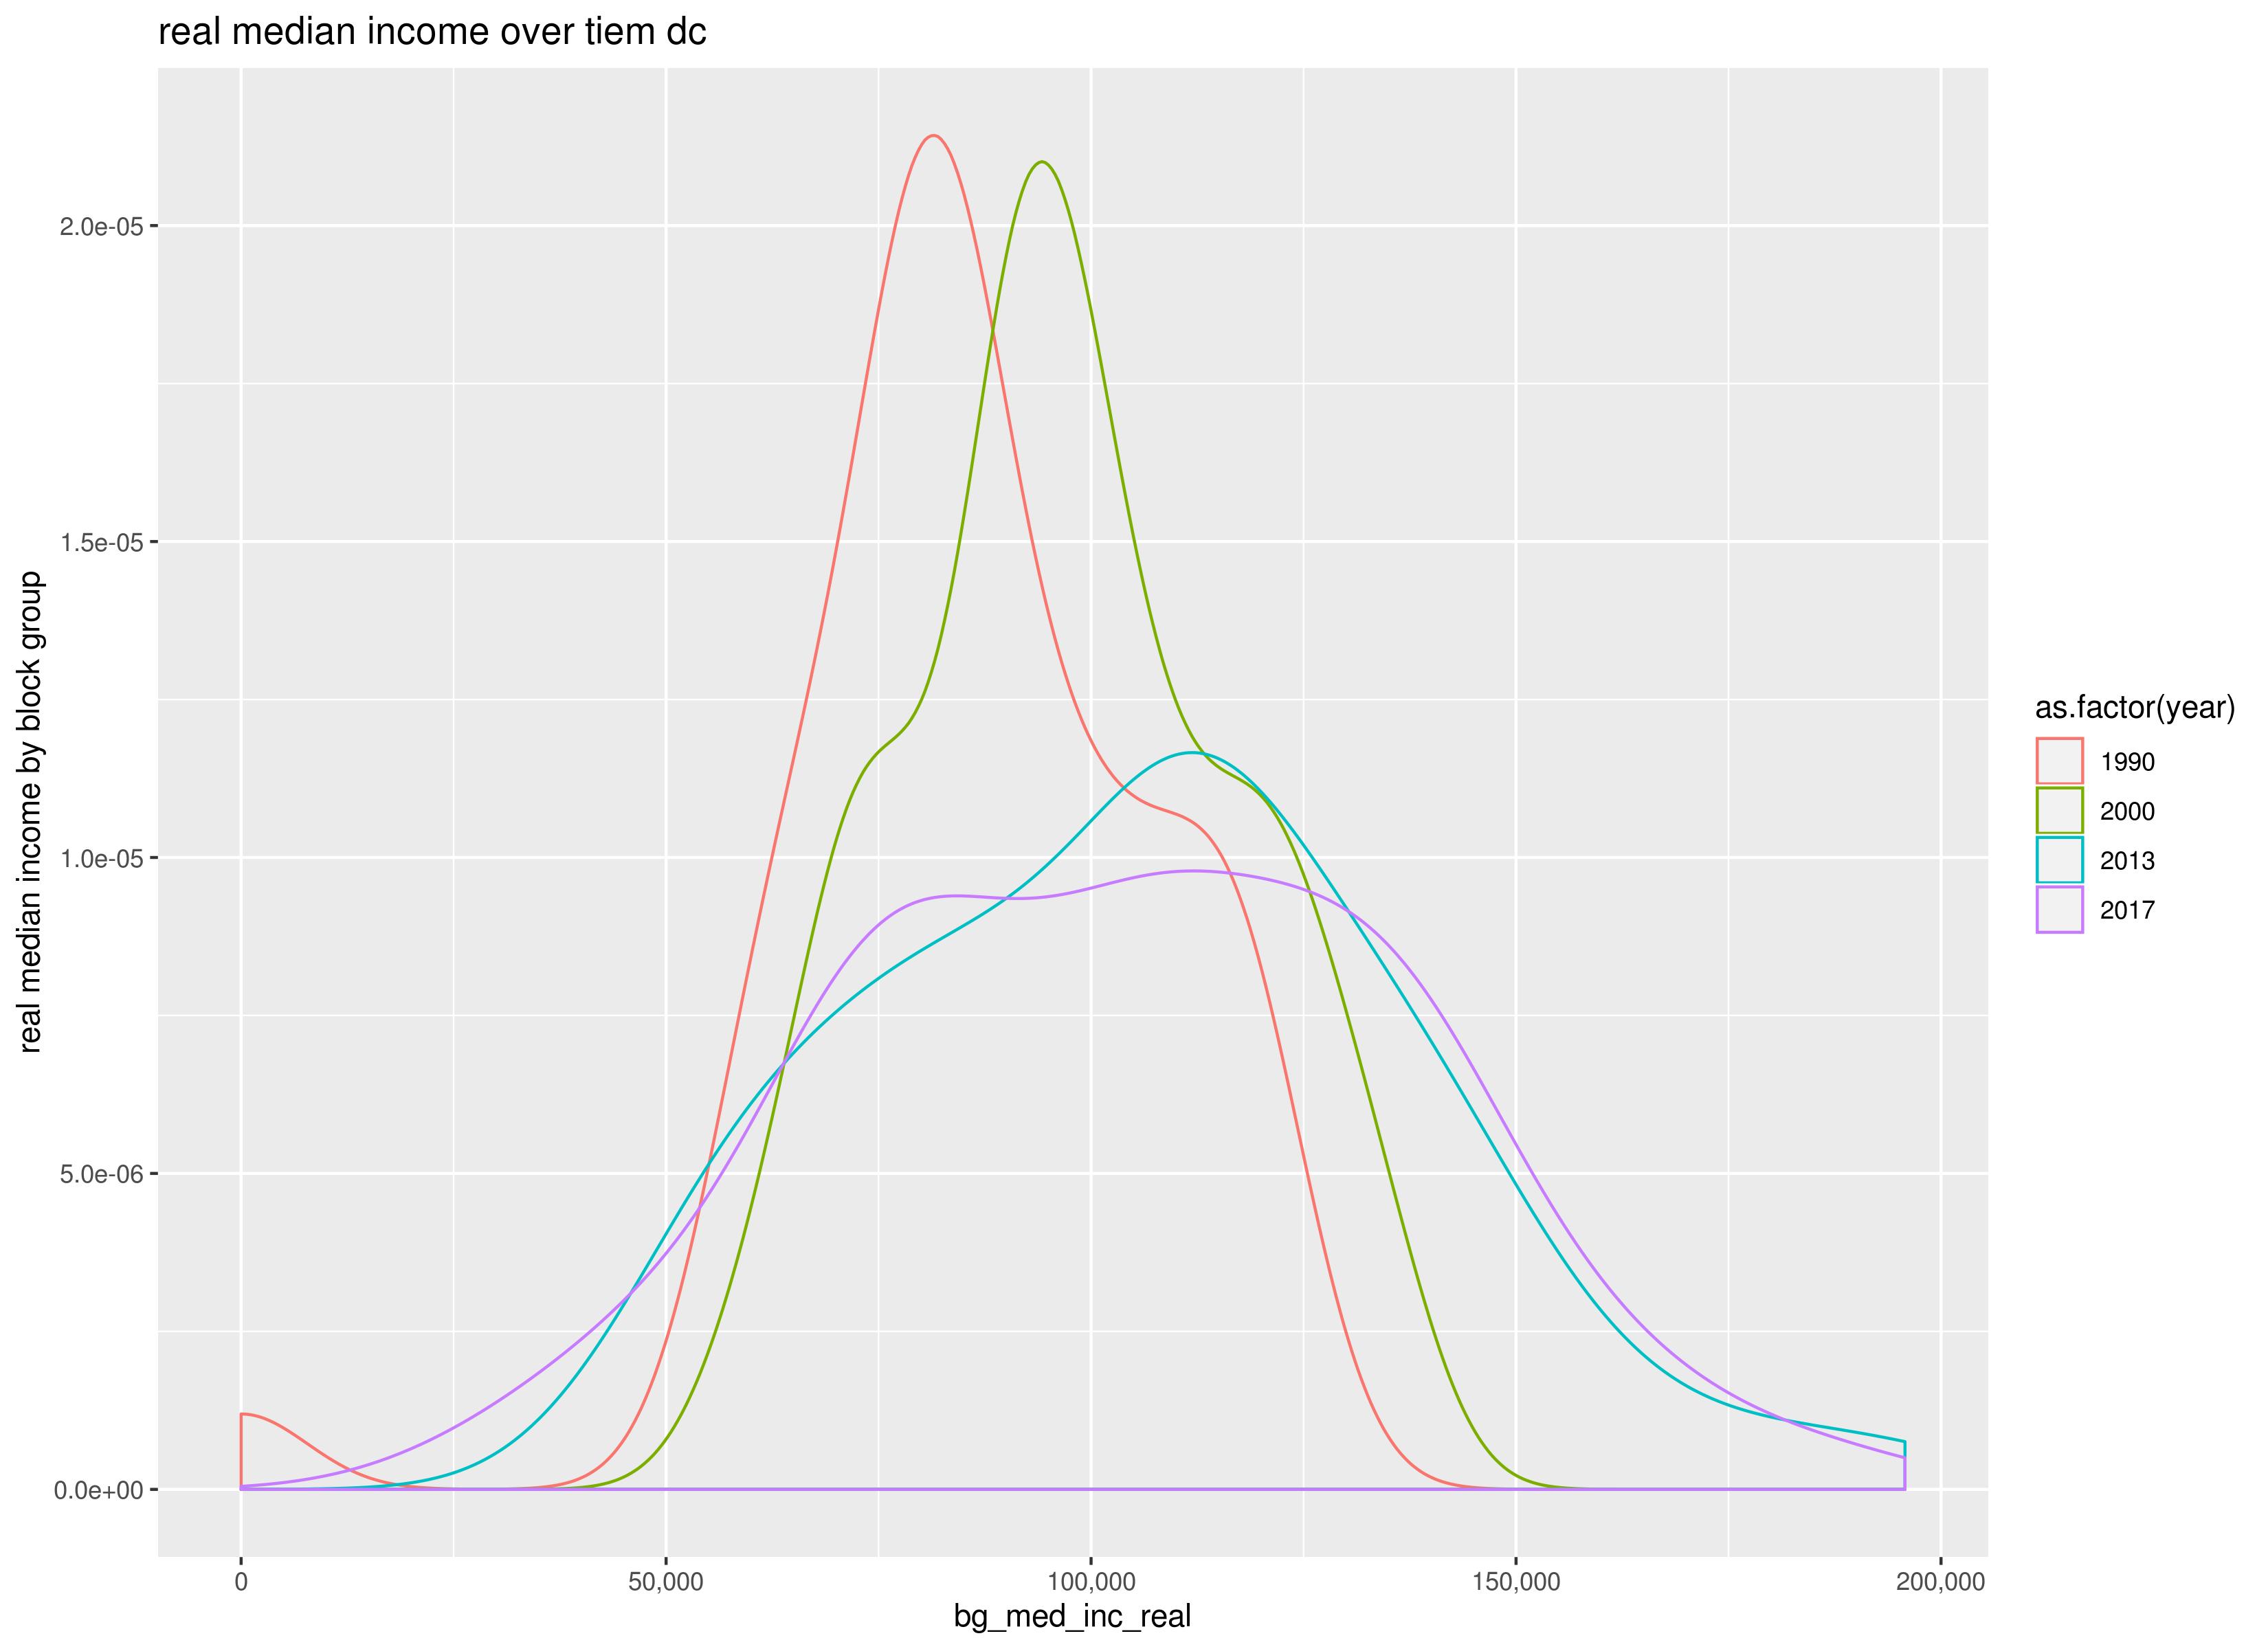 real median income over tiem dc
real median income by block group
2.0e-05
1.5e-05
1.0e-05
5.0e-06
0.0e+00
0
50,000
100,000
150,000
200,000
bg_med_inc_real
as.factor(year)
1990
2000
2013
2017